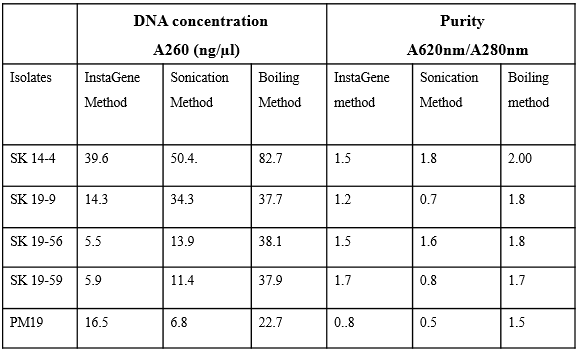 DNA concentration Purity
A260 (ng/µl) A620nm/A280nm
Isolates InstaGene Sonication Boiling InstaGene Sonication Boiling
Method Method Method method Method method
SK 14-4 39.6 50.4. 82.7 1.5 1.8 2.00
SK 19-9 14.3 34.3 37.7 1.2 0.7 1.8
SK 19-56 5.5 13.9 38.1 1.5 1.6 1.8
SK 19-59 5.9 11.4 37.9 1.7 0.8 1.7
PM19 16.5 6.8 22.7 0..8 0.5 1.5